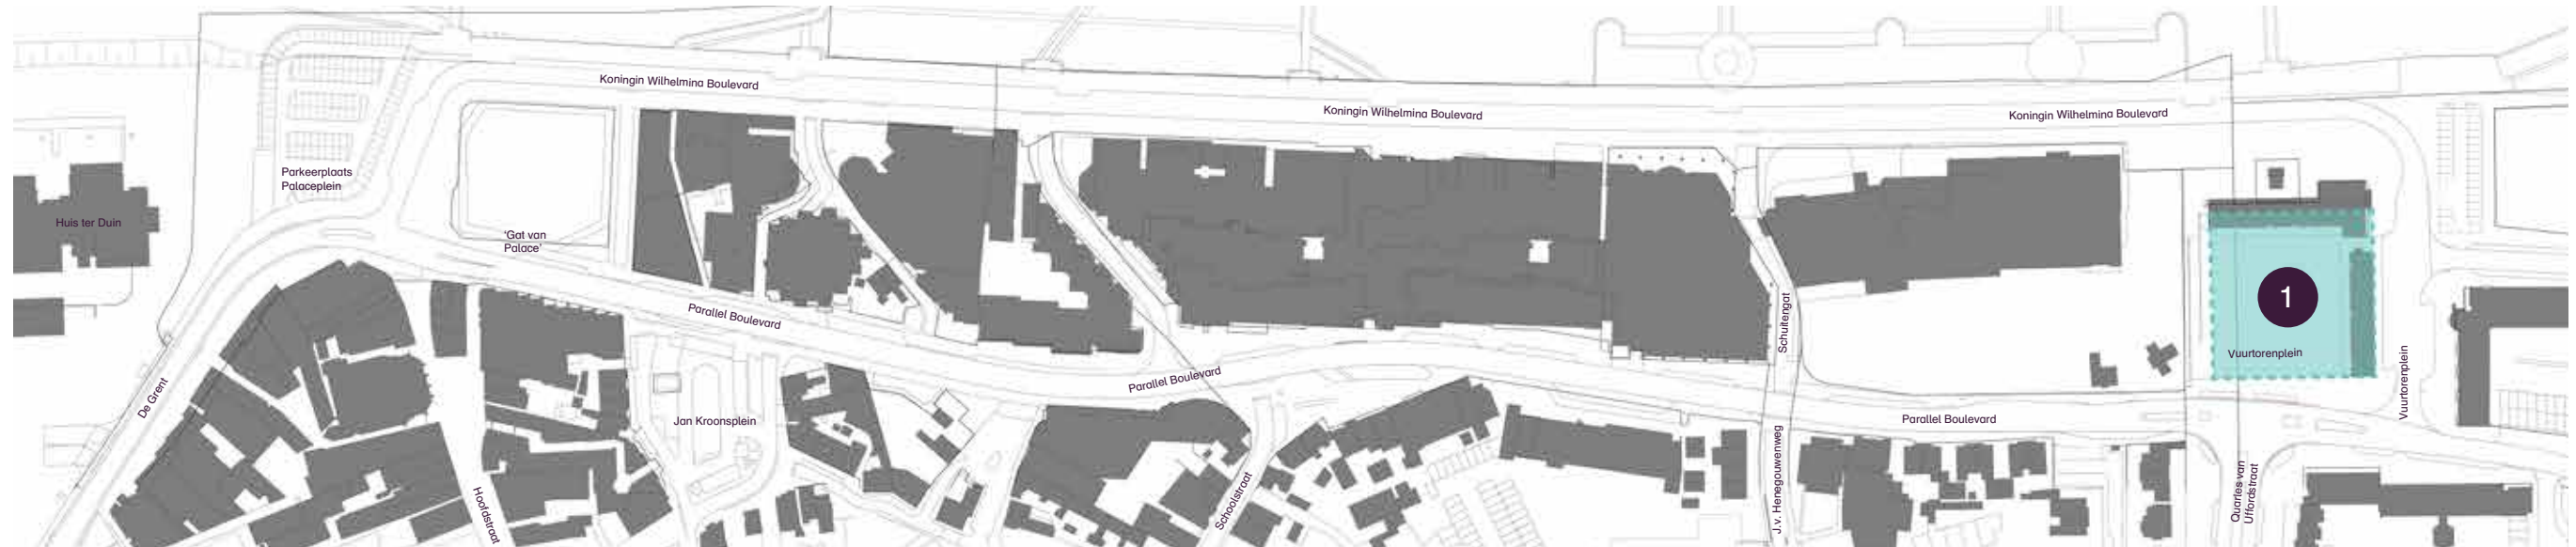 Koningin Wilhelmina Boulevard
Koningin Wilhelmina Boulevard
Koningin Wilhelmina Boulevard
Parkeerplaats
Palaceplein
Huis ter Duin
'Gat van
Palace'
Parallel Boulevard
Schuitengat
1
Vuurtorenplein
Vuurtorenplein
De Grent
Parallel Boulevard
Jan Kroonsplein
Parallel Boulevard
Hoofdstraat
Schoolstraat
J.v. Henegouwenweg
Quarles van
Uffordstraat